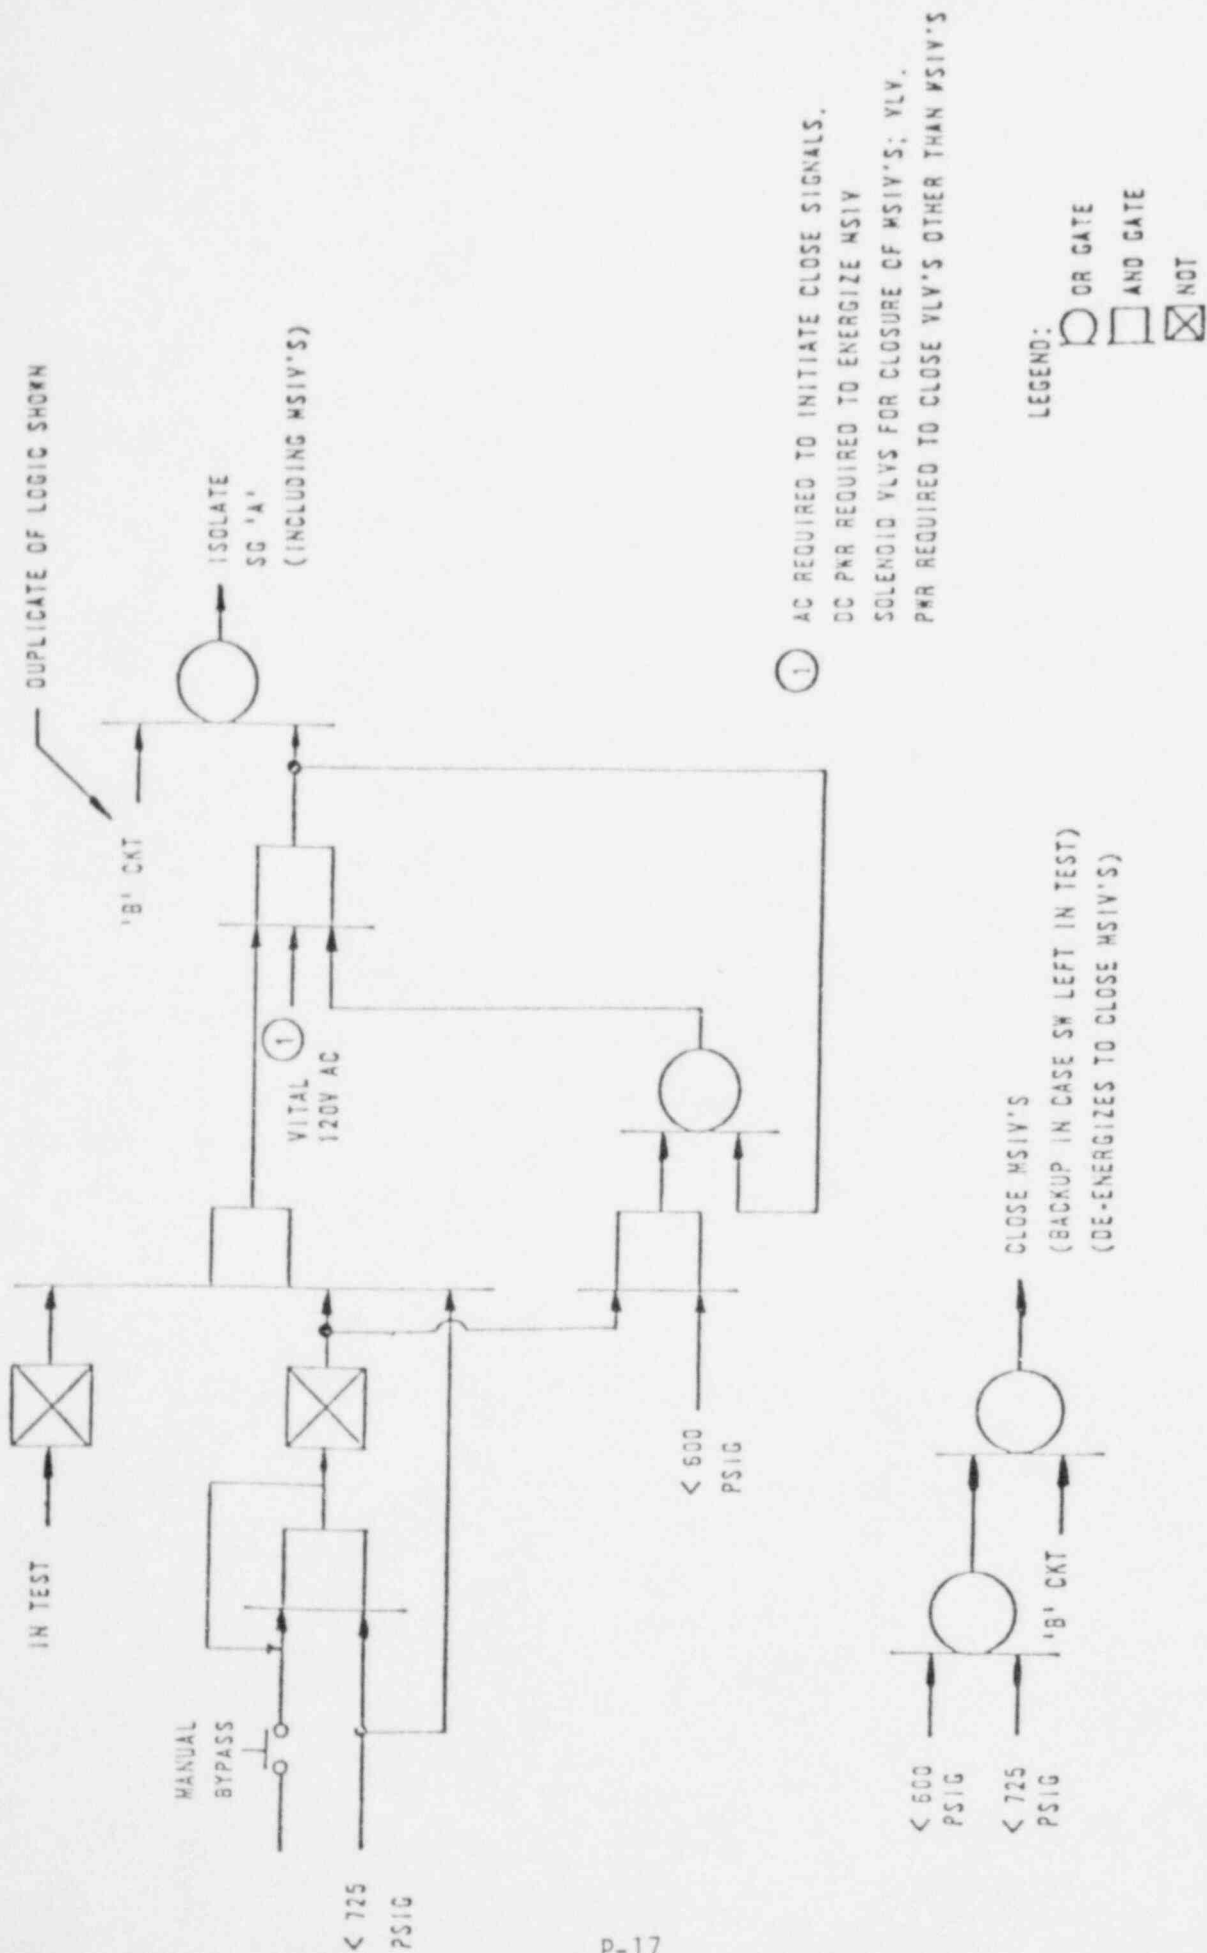 DUPLICATE OF LOGIC SHOWN
'B' CKT
ISOLATE
SG 'A'
(INCLUDING MSIV'S)
IN TEST
MANUAL
BYPASS
< 725
PSIG
1
VITAL
120V AC
< 600
PSIG
1
AC REQUIRED TO INITIATE CLOSE SIGNALS.
DC PWR REQUIRED TO ENERGIZE MSIV
SOLENOID VLVS FOR CLOSURE OF MSIV'S; VLV.
PWR REQUIRED TO CLOSE VLV'S OTHER THAN MSIV'S
< 600
PSIG
< 725
PSIG
'B' CKT
CLOSE MSIV'S
(BACKUP IN CASE SW LEFT IN TEST)
(DE-ENERGIZES TO CLOSE MSIV'S)
LEGEND:
OR GATE
AND GATE
NOT
P-17